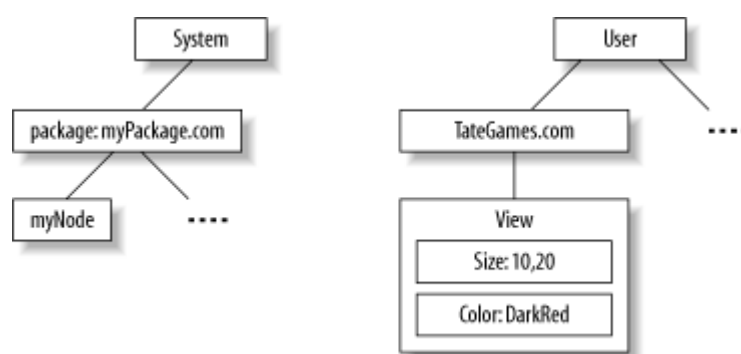 System
User
package: myPackage.com
TateGames.com
myNode
View
Size: 10,20
Color: DarkRed